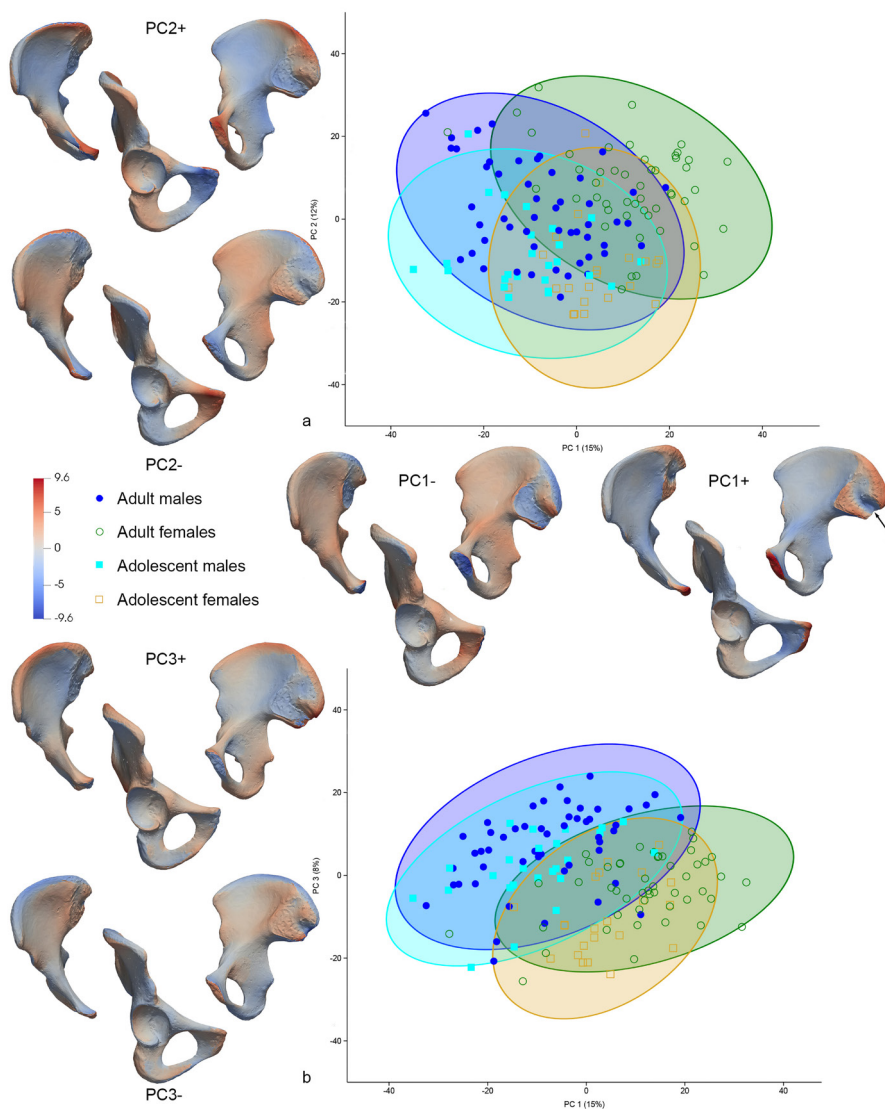 PC2+
40
20
0
-20
-40
PC 2 (12%)
-40
-20
0
20
40
PC 1 (15%)
a
PC2-
9.6
5
0
-5
-9.6
Adult males
Adult females
Adolescent males
Adolescent females
PC1-
PC1+
PC3+
40
20
0
-20
-40
PC 3 (8%)
-40
-20
0
20
40
PC 1 (15%)
b
PC3-